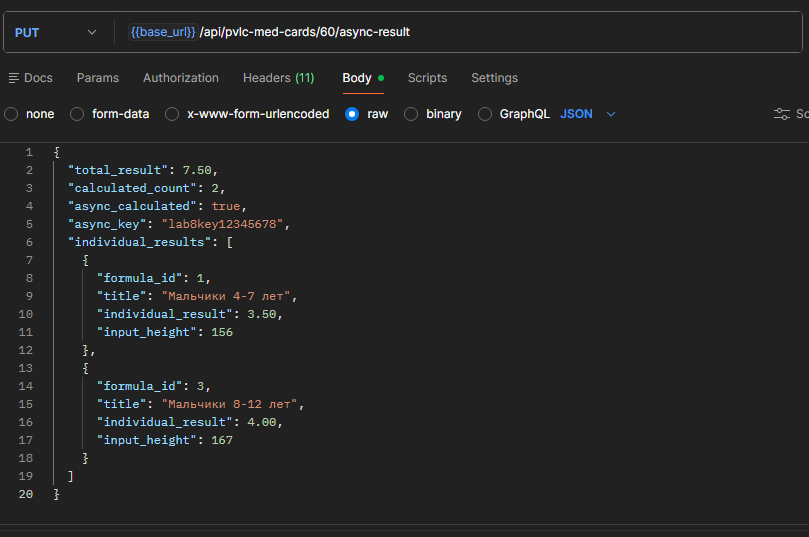 PUT {{base_url}}/api/pvlc-med-cards/60/async-result
Docs Params Authorization Headers (11) Body Scripts Settings
none form-data x-www-form-urlencoded raw binary GraphQL JSON Sc
1 {
2 "total_result": 7.50,
3 "calculated_count": 2,
4 "async_calculated": true,
5 "async_key": "lab8key12345678",
6 "individual_results": [
7 {
8 "formula_id": 1,
9 "title": "Мальчики 4-7 лет",
10 "individual_result": 3.50,
11 "input_height": 156
12 },
13 {
14 "formula_id": 3,
15 "title": "Мальчики 8-12 лет",
16 "individual_result": 4.00,
17 "input_height": 167
18 }
19 ]
20 }